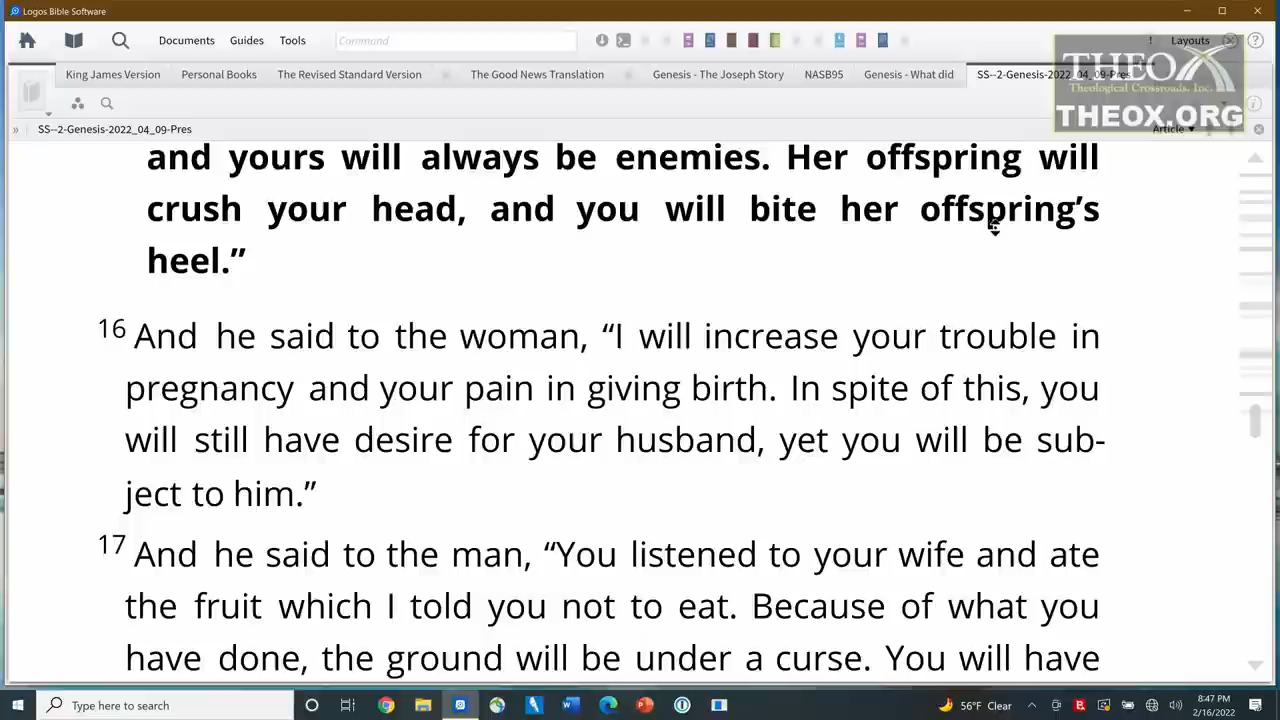 Logos Bible Software
Documents Guides Tools Command Layouts
King James Version Personal Books The Revised Standard Version The Good News Translation Genesis - The Joseph Story NASB95 Genesis - What did SS--2-Genesis-2022_04_09-Pres
THEOX
Theological Crossroads, Inc.
THEOX.ORG
SS--2-Genesis-2022_04_09-Pres Article
and yours will always be enemies. Her offspring will
crush your head, and you will bite her offspring’s
heel.”
16 And he said to the woman, “I will increase your trouble in
pregnancy and your pain in giving birth. In spite of this, you
will still have desire for your husband, yet you will be sub-
ject to him.”
17 And he said to the man, “You listened to your wife and ate
the fruit which I told you not to eat. Because of what you
have done, the ground will be under a curse. You will have
Type here to search 56°F Clear 8:47 PM
2/16/2022